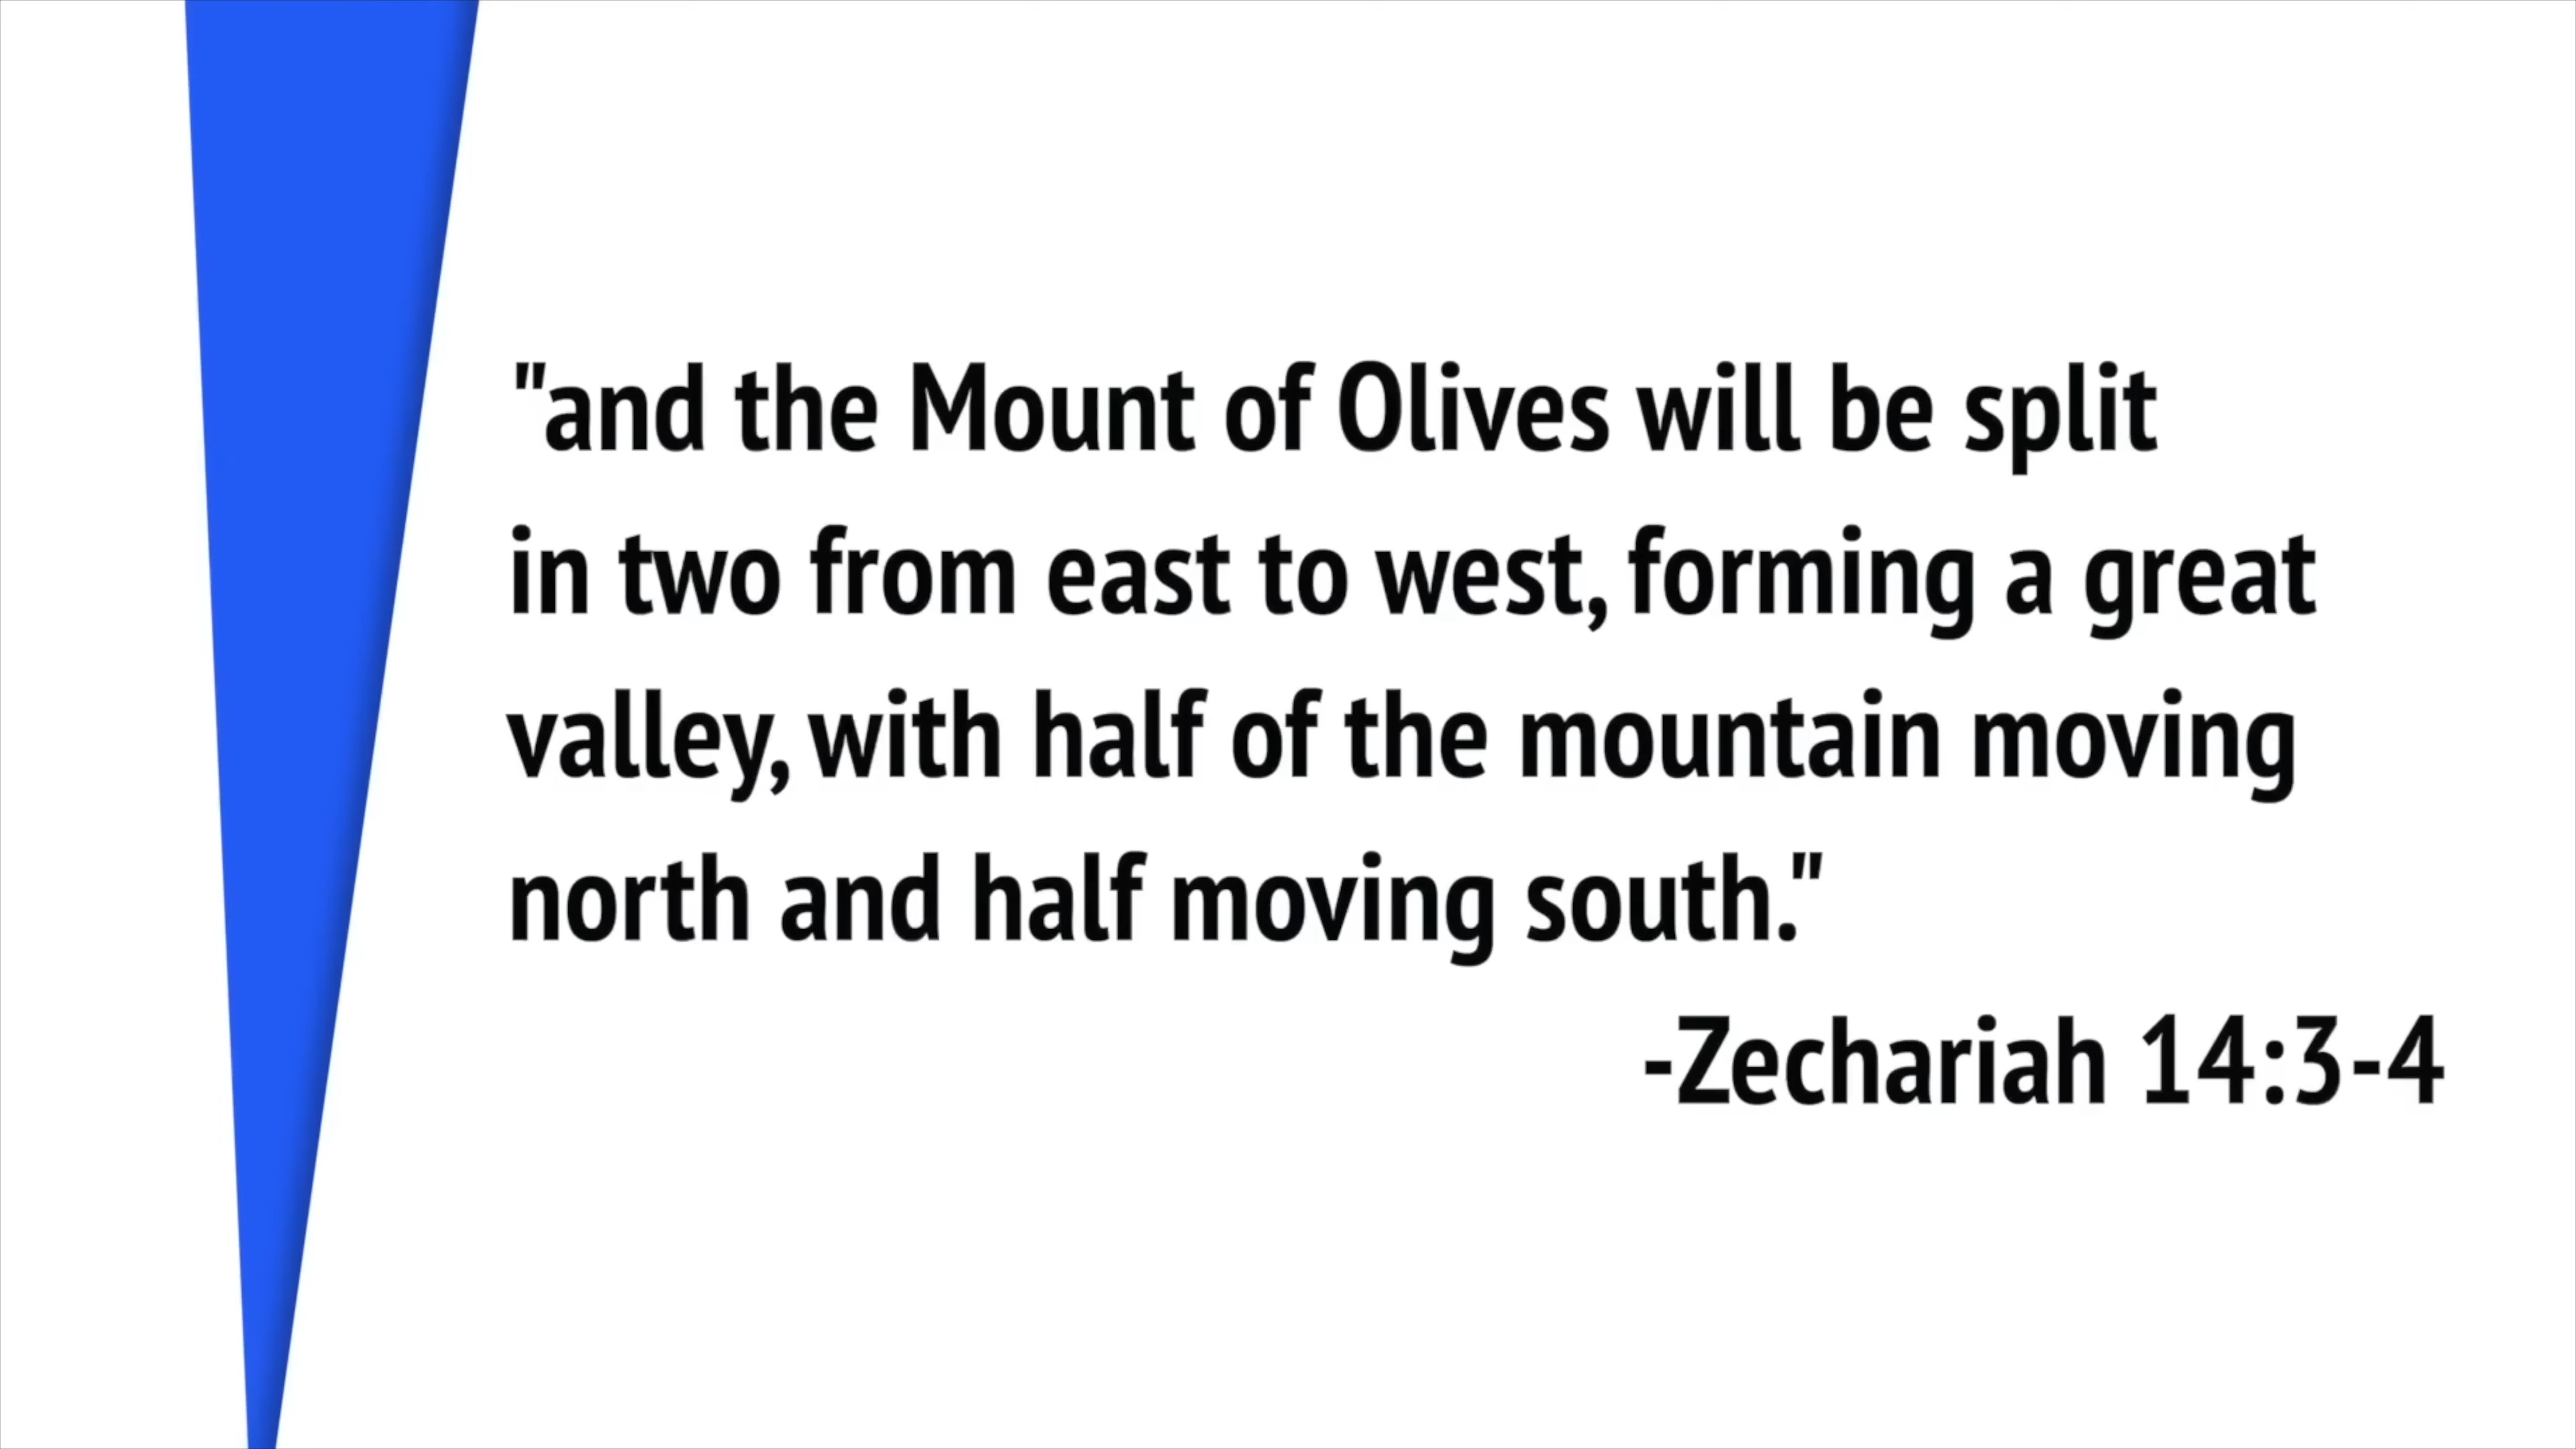 "and the Mount of Olives will be split
in two from east to west, forming a great
valley, with half of the mountain moving
north and half moving south."
-Zechariah 14:3-4